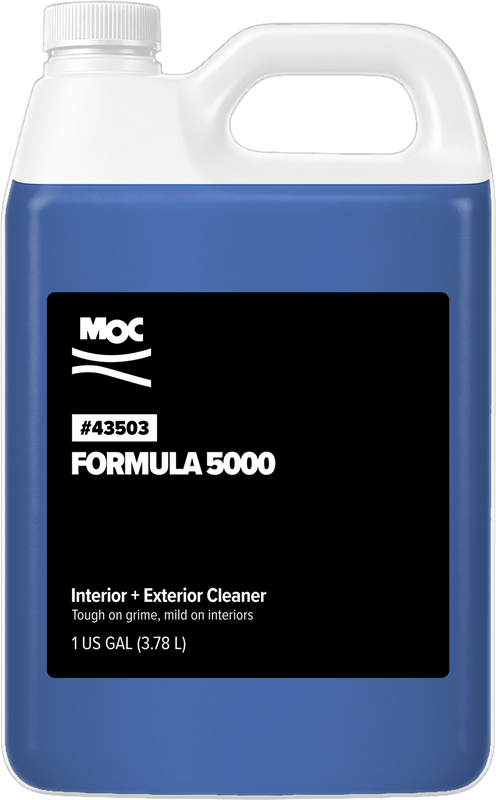 MOC
#43503
FORMULA 5000
Interior + Exterior Cleaner
Tough on grime, mild on interiors
1 US GAL (3.78 L)